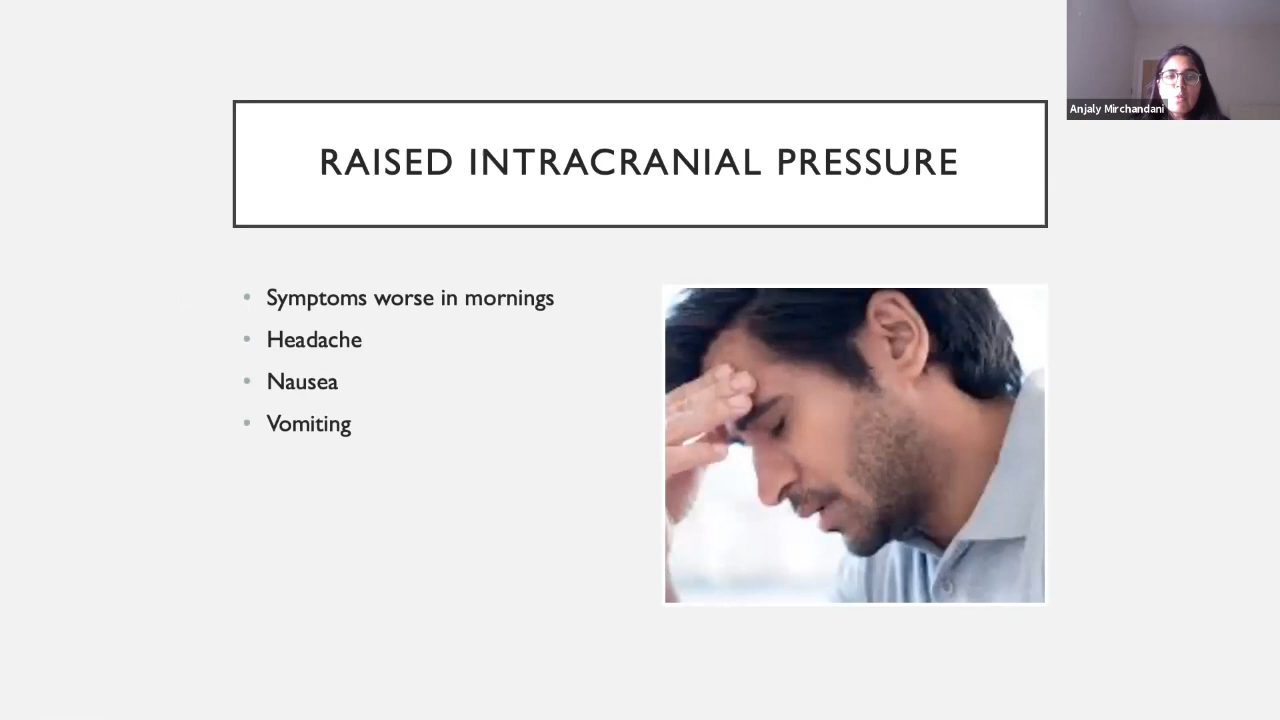 Anjaly Mirchandani
RAISED INTRACRANIAL PRESSURE
• Symptoms worse in mornings
• Headache
• Nausea
• Vomiting